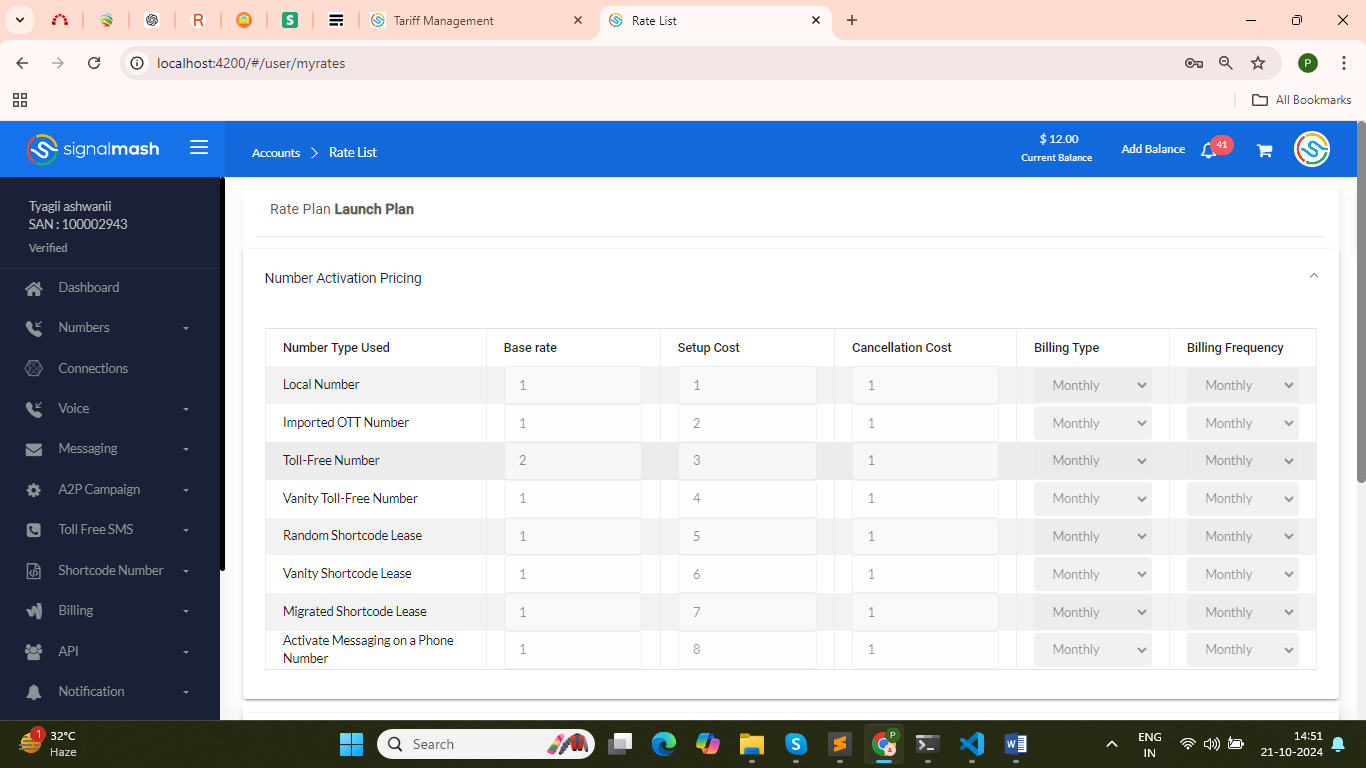 Tariff Management
Rate List
localhost:4200/#/user/myrates
P
All Bookmarks
signalmash
Accounts
Rate List
$ 12.00
Current Balance
Add Balance
41
Tyagii ashwanii
SAN : 100002943
Verified
Dashboard
Numbers
Connections
Voice
Messaging
A2P Campaign
Toll Free SMS
Shortcode Number
Billing
API
Notification
Rate Plan Launch Plan
Number Activation Pricing
Number Type Used Base rate Setup Cost Cancellation Cost Billing Type Billing Frequency
Local Number 1 1 1 Monthly Monthly
Imported OTT Number 1 2 1 Monthly Monthly
Toll-Free Number 2 3 1 Monthly Monthly
Vanity Toll-Free Number 1 4 1 Monthly Monthly
Random Shortcode Lease 1 5 1 Monthly Monthly
Vanity Shortcode Lease 1 6 1 Monthly Monthly
Migrated Shortcode Lease 1 7 1 Monthly Monthly
Activate Messaging on a Phone
Number 1 8 1 Monthly Monthly
1
32°C
Haze
Search
ENG
IN
14:51
21-10-2024